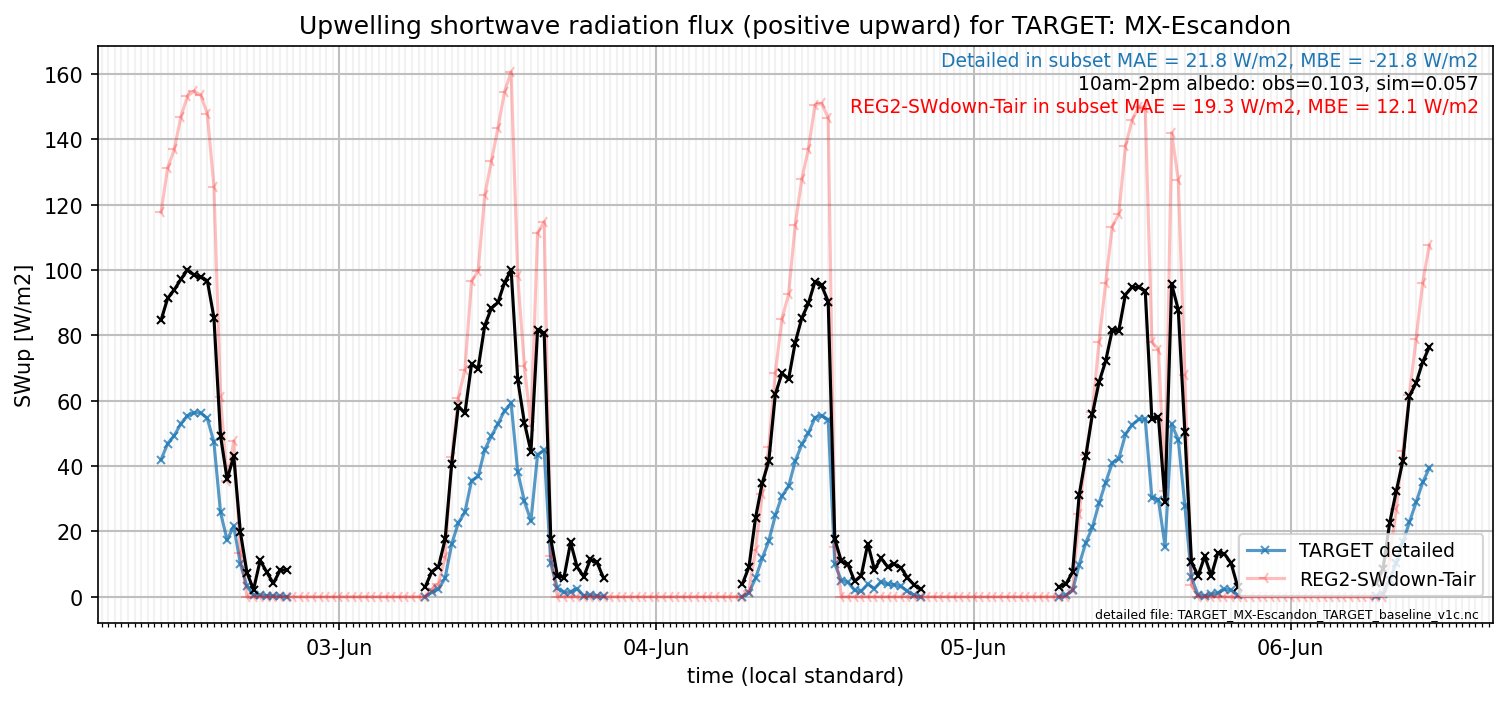 Upwelling shortwave radiation flux (positive upward) for TARGET: MX-Escandon
Detailed in subset MAE = 21.8 W/m2, MBE = -21.8 W/m2
10am-2pm albedo: obs=0.103, sim=0.057
REG2-SWdown-Tair in subset MAE = 19.3 W/m2, MBE = 12.1 W/m2
SWup [W/m2]
160
140
120
100
80
60
40
20
0
TARGET detailed
REG2-SWdown-Tair
detailed file: TARGET_MX-Escandon_TARGET_baseline_v1c.nc
03-Jun 04-Jun 05-Jun 06-Jun
time (local standard)